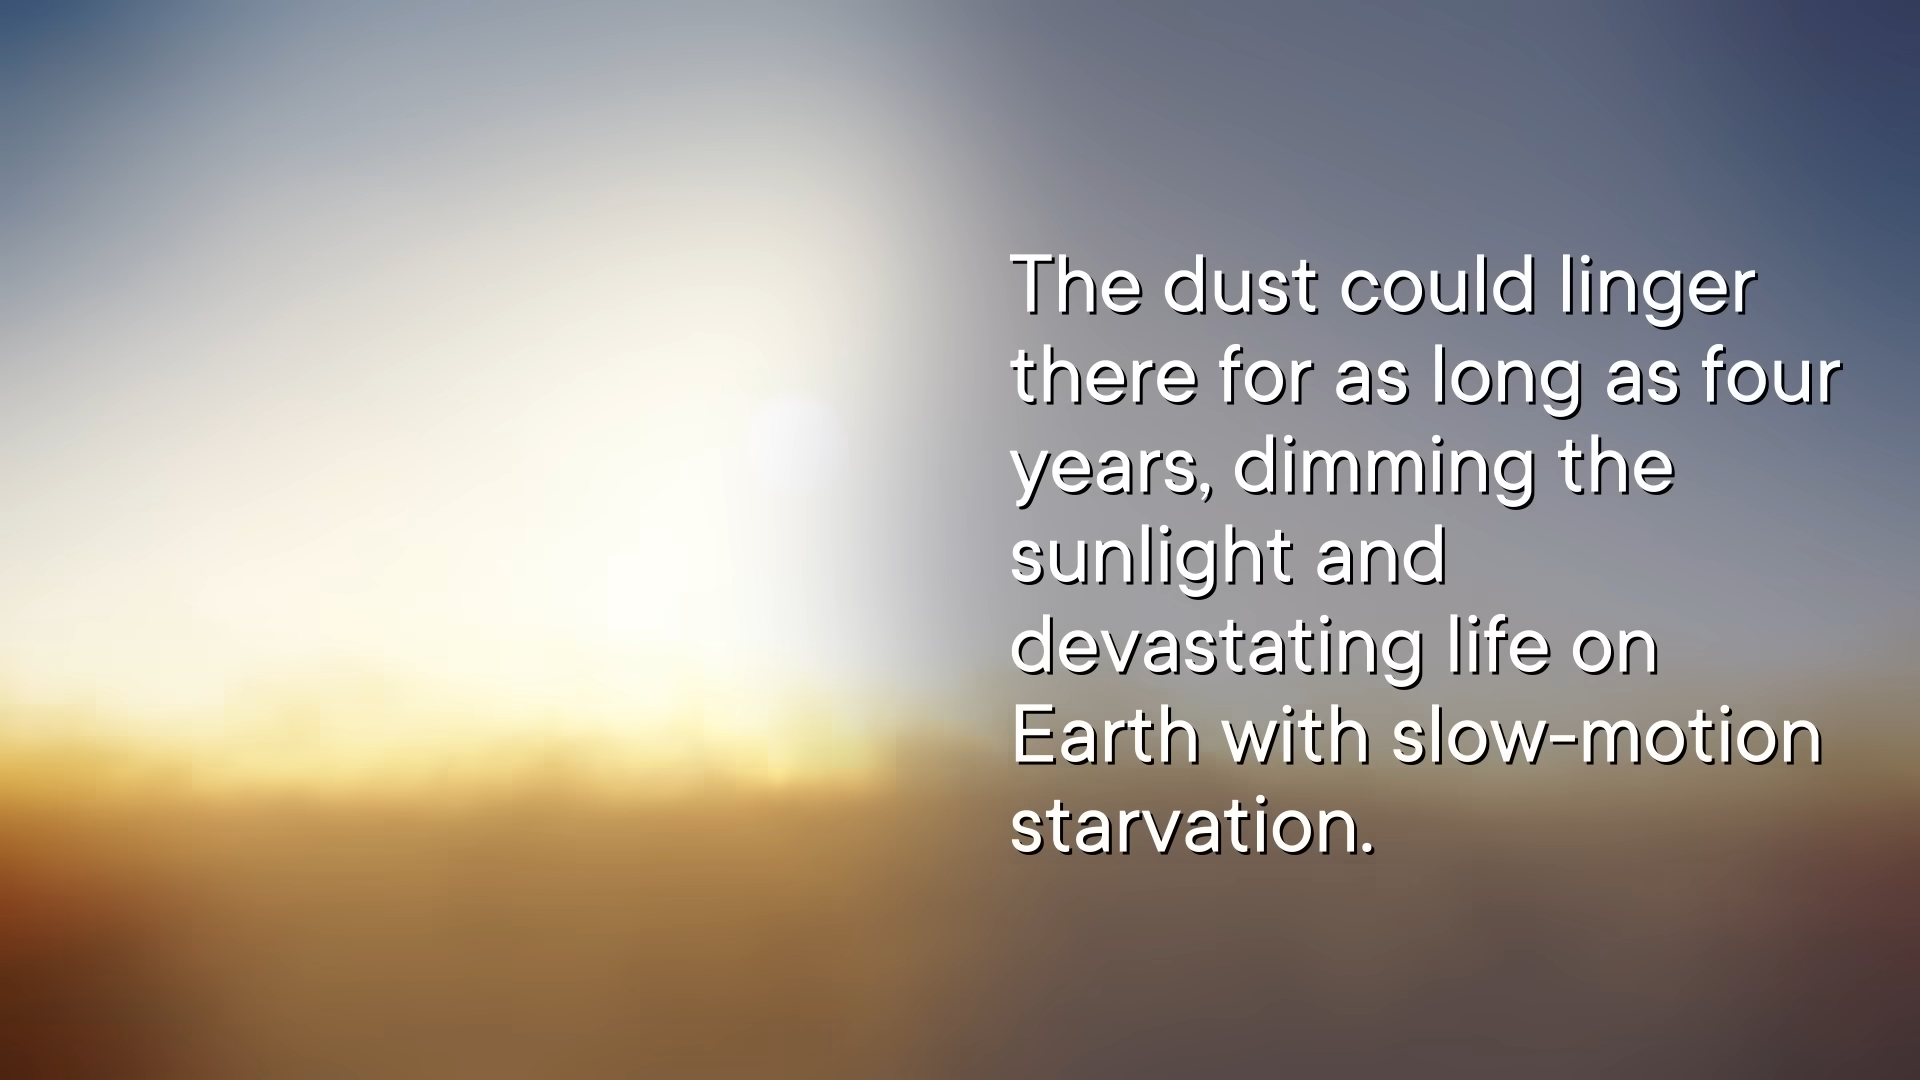 The dust could linger
there for as long as four
years, dimming the
sunlight and
devastating life on
Earth with slow-motion
starvation.